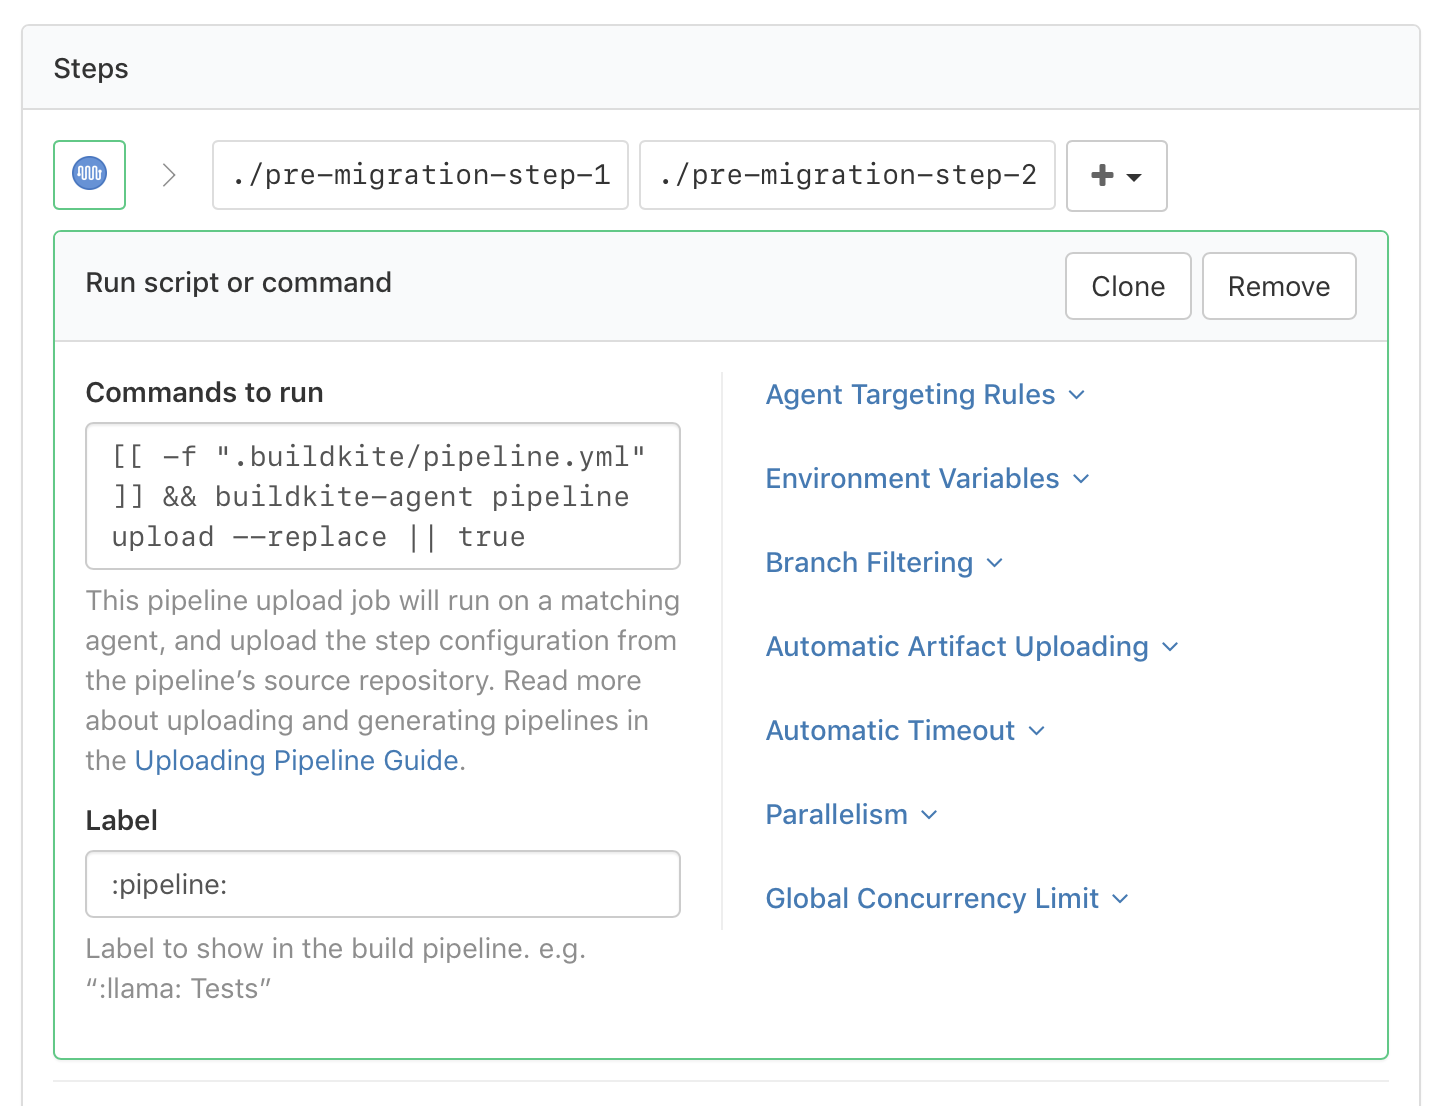 Steps
./pre-migration-step-1
./pre-migration-step-2
Run script or command
Clone
Remove
Commands to run
[[ -f ".buildkite/pipeline.yml"
]] && buildkite-agent pipeline
upload --replace || true
This pipeline upload job will run on a matching
agent, and upload the step configuration from
the pipeline’s source repository. Read more
about uploading and generating pipelines in
the Uploading Pipeline Guide.
Label
:pipeline:
Label to show in the build pipeline. e.g.
“:llama: Tests”
Agent Targeting Rules
Environment Variables
Branch Filtering
Automatic Artifact Uploading
Automatic Timeout
Parallelism
Global Concurrency Limit